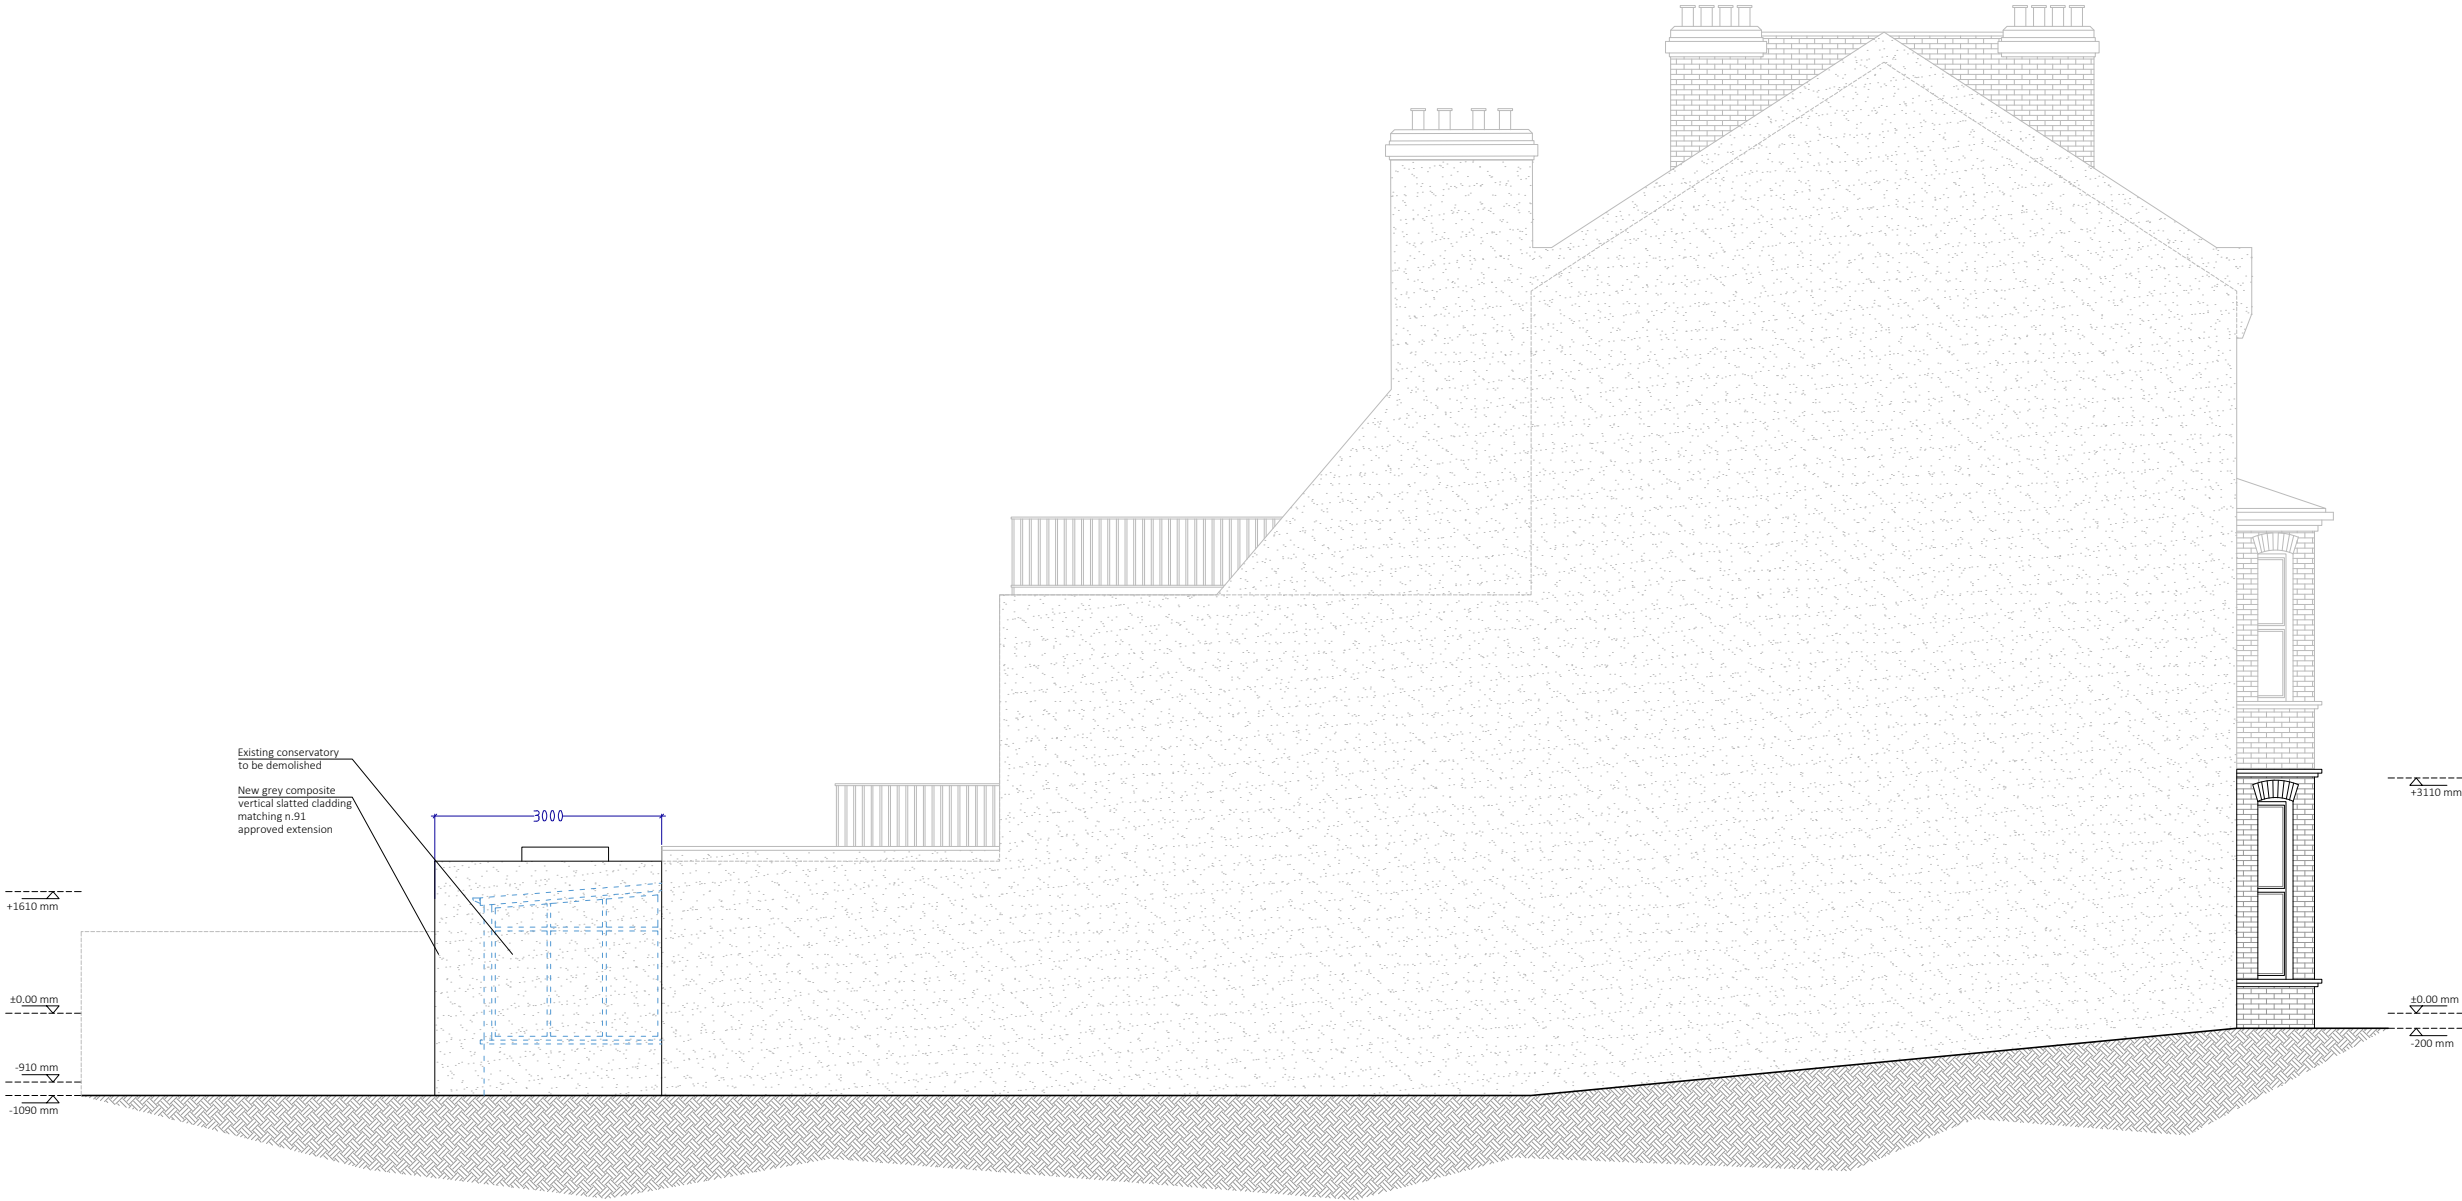 Existing conservatory
to be demolished
New grey composite
vertical slatted cladding
matching n.91
approved extension
3000
+3110 mm
+1610 mm
±0.00 mm
±0.00 mm
-200 mm
-910 mm
-1090 mm